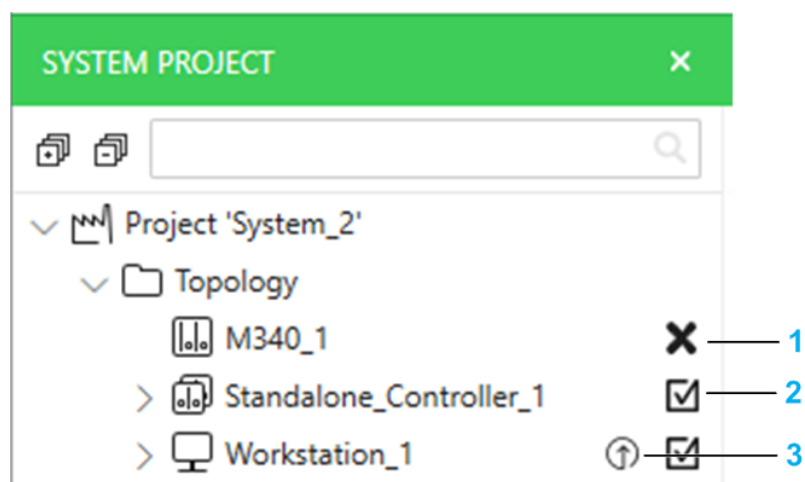 SYSTEM PROJECT
Project 'System_2'
Topology
M340_1 1
Standalone_Controller_1 2
Workstation_1 3